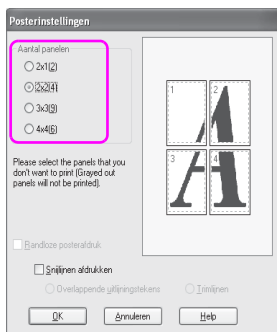 Posterinstellingen
Aantal panelen
2x1(2)
2x2(4)
3x3(9)
4x4(6)
Please select the panels that you
don't want to print (Grayed out
panels will not be printed).
1
2
3
4
A
Randloze posterafdruk
Snijlijnen afdrukken
Overlappende uitlijningstekens
Trimlijnen
OK
Annuleren
Help